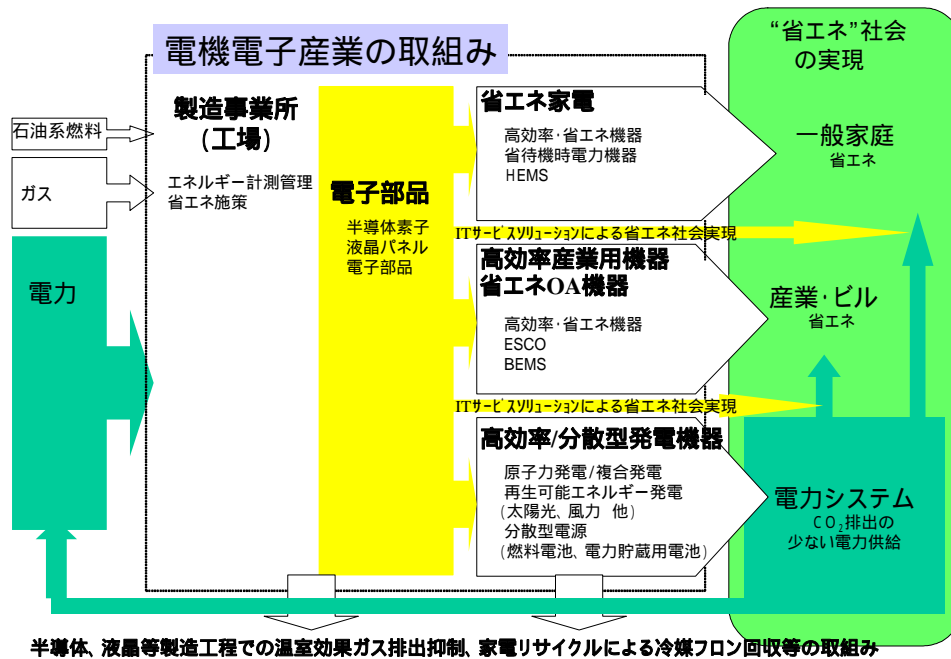 電機電子産業の取組み
“省エネ”社会
の実現
石油系燃料
ガス
電力
製造事業所
(工場)
エネルギー計測管理
省エネ施策
電子部品
半導体素子
液晶パネル
電子部品
省エネ家電
高効率･省エネ機器
省待機時電力機器
HEMS
一般家庭
省エネ
ITサービスソリューションによる省エネ社会実現
高効率産業用機器
省エネOA機器
高効率･省エネ機器
ESCO
BEMS
産業･ビル
省エネ
ITサービスソリューションによる省エネ社会実現
高効率/分散型発電機器
原子力発電/複合発電
再生可能エネルギー発電
(太陽光、風力 他)
分散型電源
(燃料電池、電力貯蔵用電池)
電力システム
CO₂排出の
少ない電力供給
半導体、液晶等製造工程での温室効果ガス排出抑制、家電リサイクルによる冷媒フロン回収等の取組み